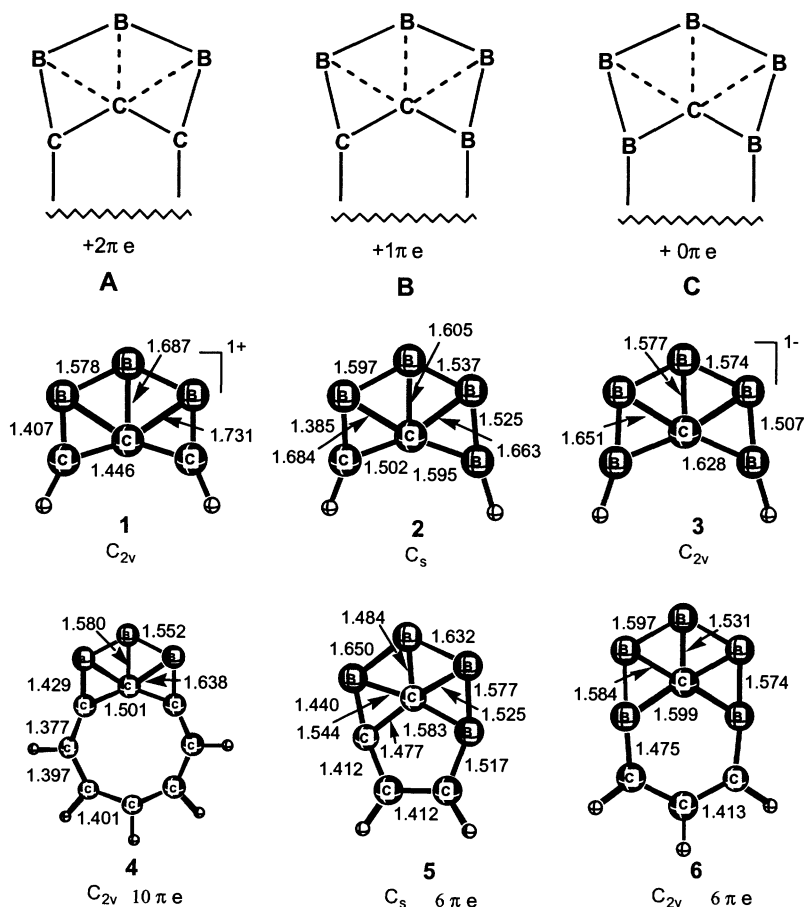 B B B
B B B B B B
C C C
C C C B B B
+2π e +1π e + 0π e
A B C
1.687 1+ 1.605 1.577 1-
1.578 1.597 1.537 1.574
B B B
B B B B B B
1.407 1.385 1.525 1.651 1.507
C 1.731 C 1.663 C
C C 1.684 C B B B
1.446 1.502 1.595 1.628
1 2 3
C2v Cs C2v
1.580 1.552 1.484 1.632 1.597 1.531
B 1.650 B B
B B B B B B
1.429 C 1.638 1.440 C 1.577 1.584 C 1.574
C 1.501 C 1.544 1.583 1.525 1.599
1.377 C 1.477 B B B
C C 1.412 1.517 1.475
1.397 C C C C C C
C C 1.412 C 1.413
1.401
4 5 6
C2v 10 π e Cs 6 π e C2v 6 π e